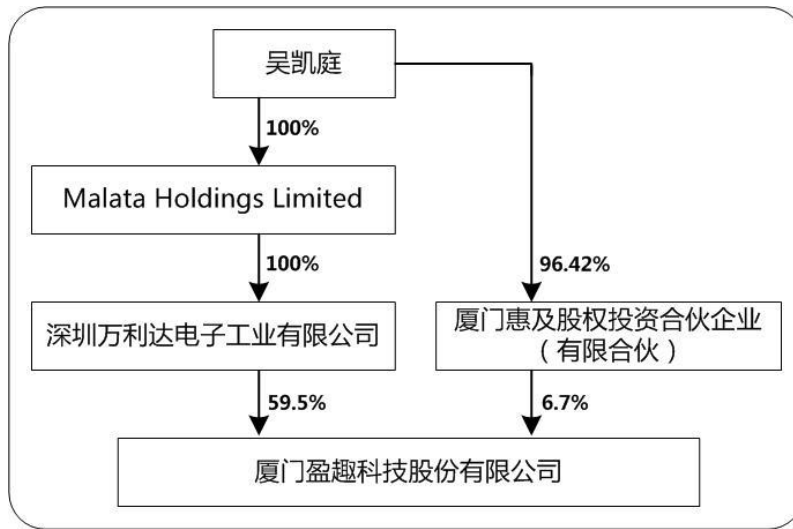 吴凯庭
100%
Malata Holdings Limited
100%
96.42%
深圳万利达电子工业有限公司
厦门惠及股权投资合伙企业
（有限合伙）
59.5%
6.7%
厦门盈趣科技股份有限公司